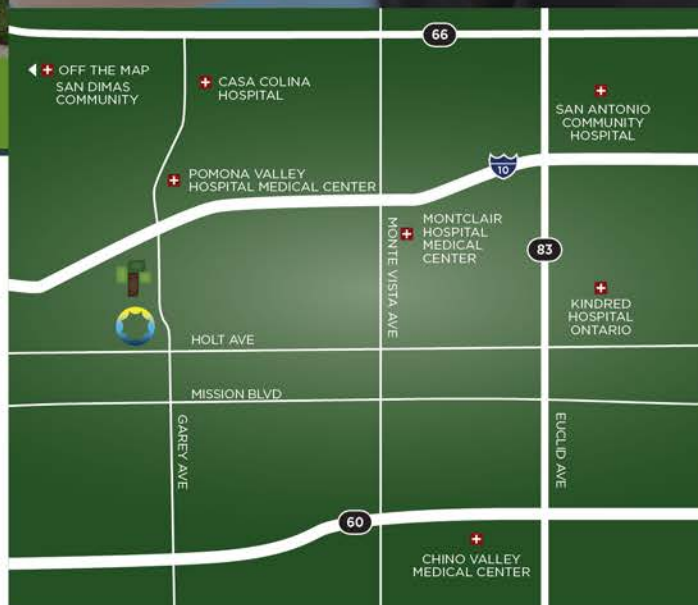 66
OFF THE MAP
SAN DIMAS
COMMUNITY
CASA COLINA
HOSPITAL
SAN ANTONIO
COMMUNITY
HOSPITAL
10
POMONA VALLEY
HOSPITAL MEDICAL CENTER
MONTE VISTA AVE
MONTCLAIR
HOSPITAL
MEDICAL
CENTER
83
KINDRED
HOSPITAL
ONTARIO
HOLT AVE
MISSION BLVD
GAREY AVE
EUCLID AVE
60
CHINO VALLEY
MEDICAL CENTER